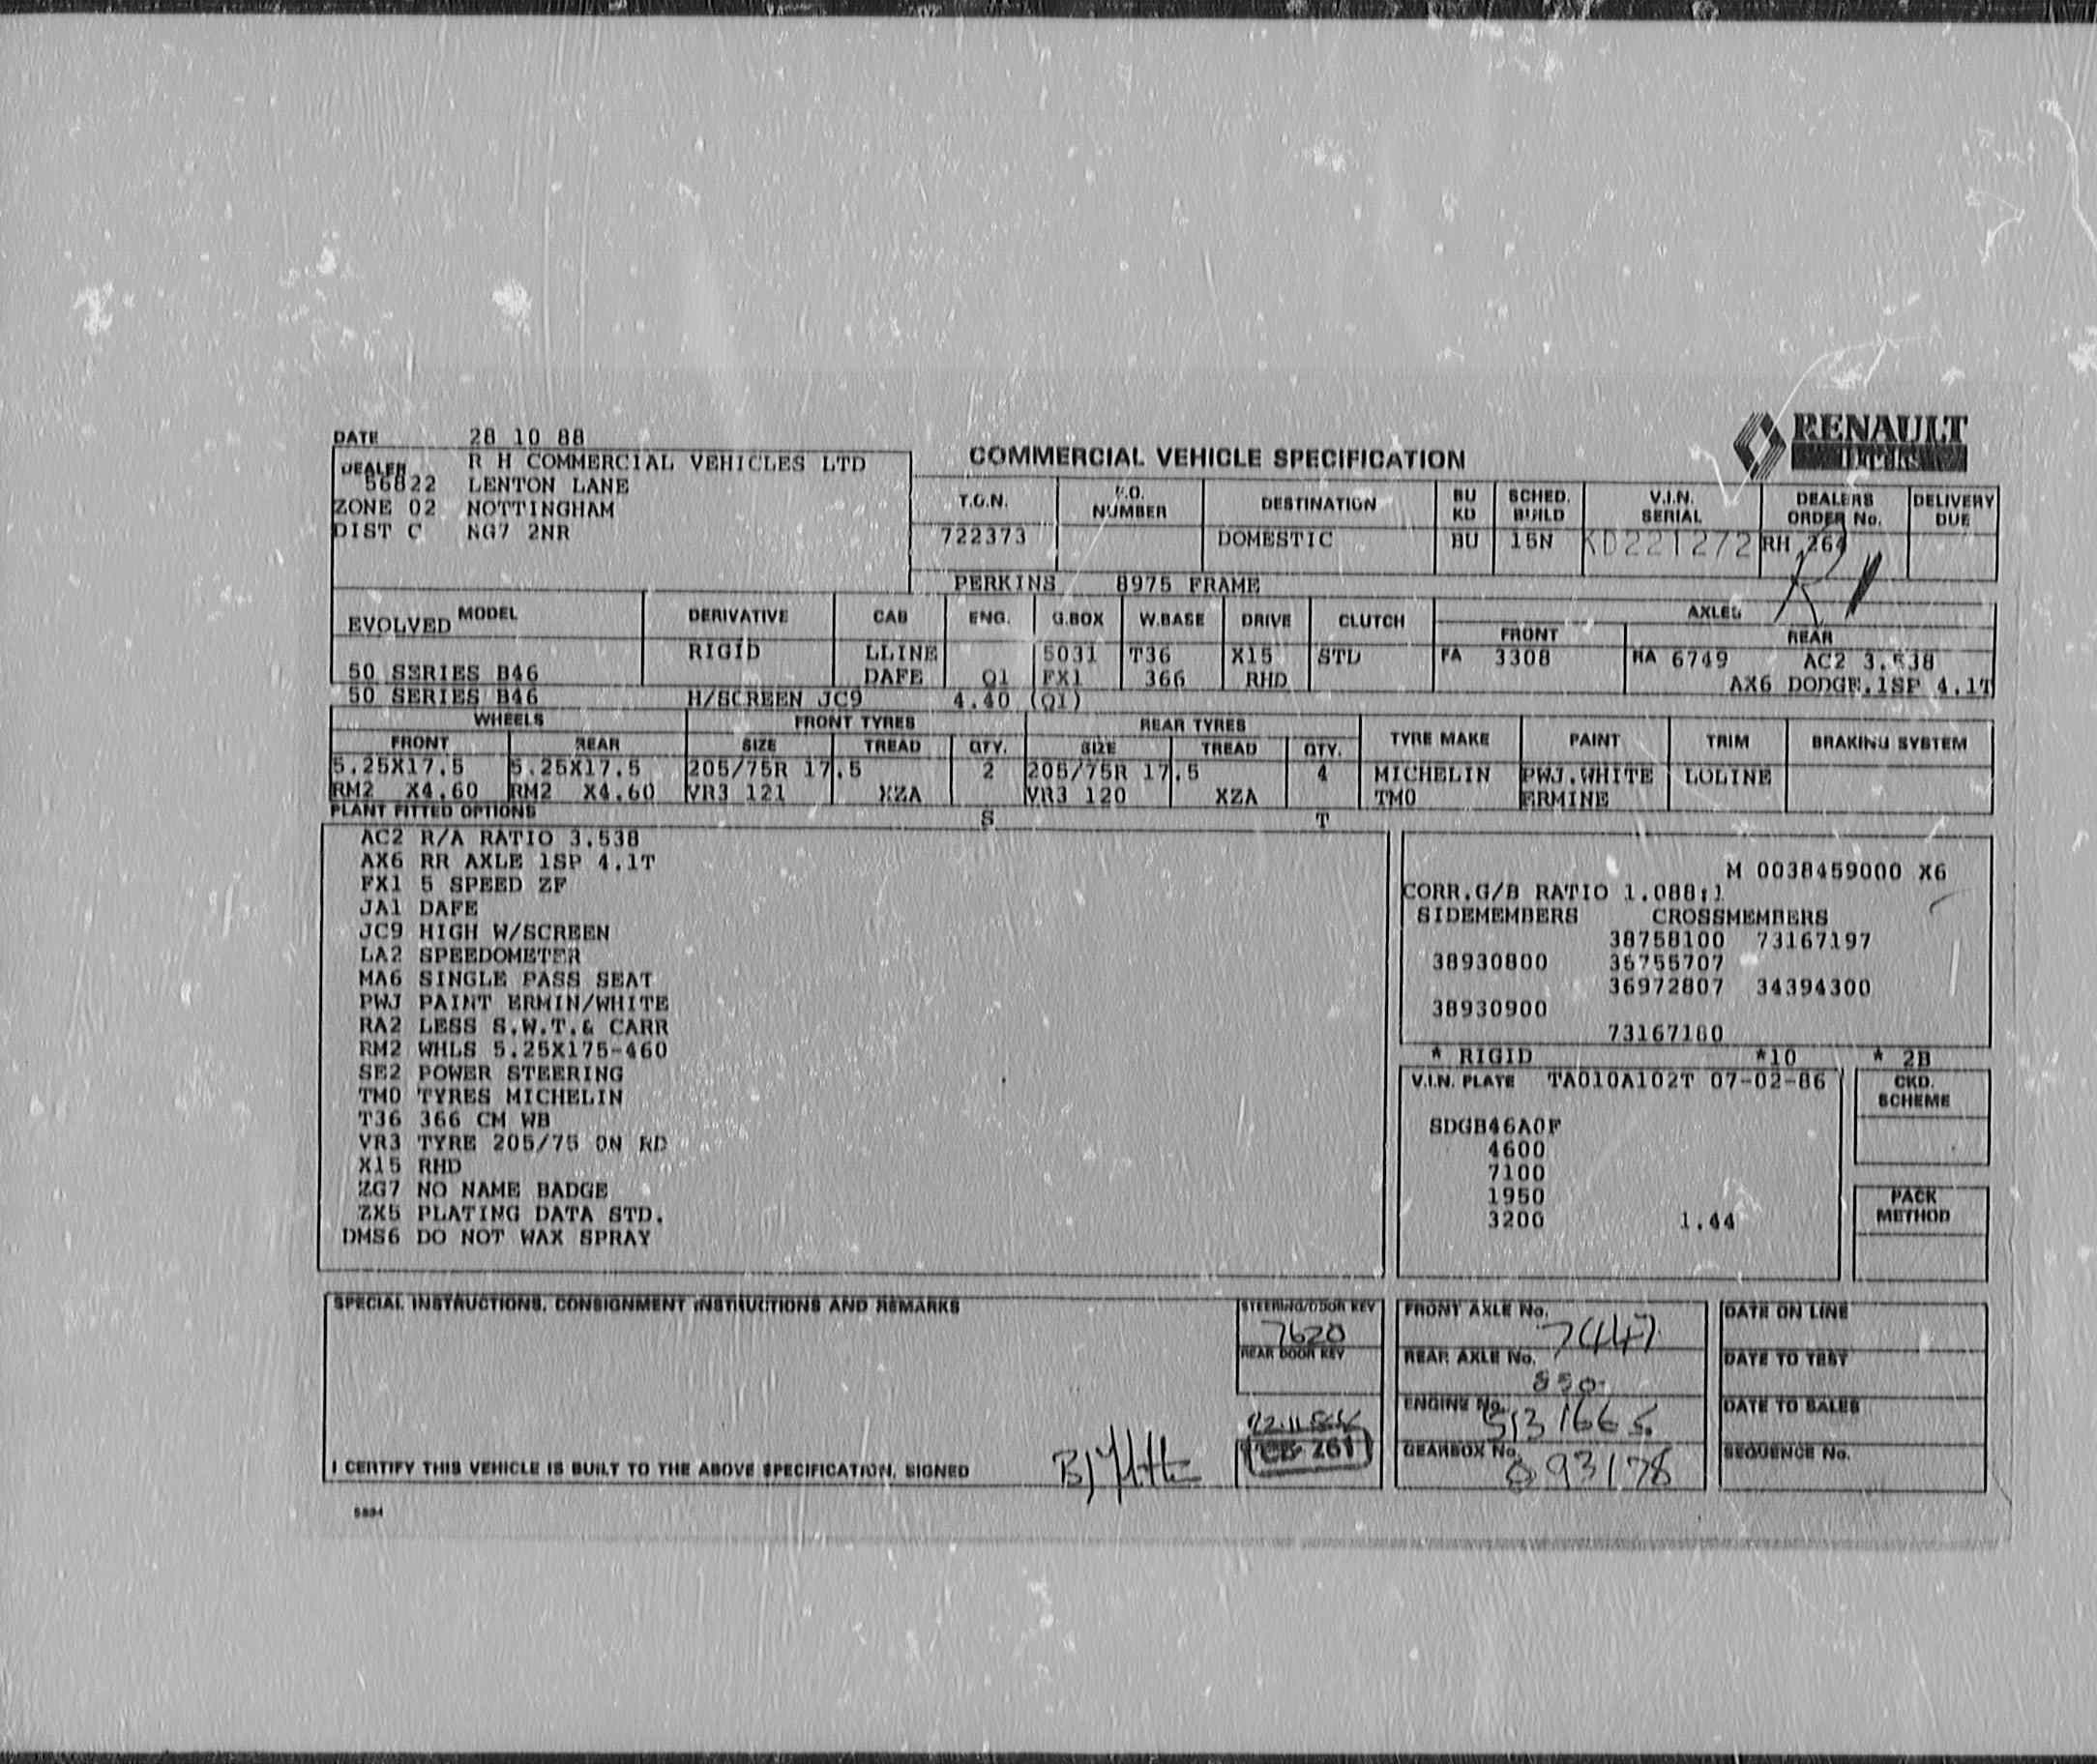 DATE 28 10 88
RENAULT
DEALER R H COMMERCIAL VEHICLES LTD
56822 LENTON LANE
ZONE 02 NOTTINGHAM
DIST C NG7 2NR
COMMERCIAL VEHICLE SPECIFICATION
T.O.N. NUMBER DESTINATION BU KD SCHED. BUILD V.I.N. SERIAL DEALERS ORDER No. DELIVERY DUE
722373 DOMESTIC BU 15N KD221272 RH 264
PERKINS 8975 FRAME
MODEL DERIVATIVE CAB ENG. G.BOX W.BASE DRIVE CLUTCH AXLES
FRONT REAR
EVOLVED RIGID LLINE 5031 T36 X15 STD FA 3308 RA 6749 AC2 3.538
50 SERIES B46 DAFE Q1 FX1 366 RHD AX6 DODGE.1SP 4.1T
50 SERIES B46 H/SCREEN JC9 4.40 (Q1)
WHEELS FRONT TYRES REAR TYRES
FRONT REAR SIZE TREAD QTY. SIZE TREAD QTY. TYRE MAKE PAINT TRIM BRAKING SYSTEM
5.25X17.5 5.25X17.5 205/75R 17.5 2 205/75R 17.5 4 MICHELIN PWJ.WHITE LOLINE
RM2 X4.60 RM2 X4.60 VR3 121 XZA VR3 120 XZA TM0 ERMINE
PLANT FITTED OPTIONS S T
AC2 R/A RATIO 3.538
AX6 RR AXLE 1SP 4.1T
FX1 5 SPEED ZF
JA1 DAFE
JC9 HIGH W/SCREEN
LA2 SPEEDOMETER
MA6 SINGLE PASS SEAT
PWJ PAINT ERMIN/WHITE
RA2 LESS S.W.T.& CARR
RM2 WHLS 5.25X175-460
SE2 POWER STEERING
TM0 TYRES MICHELIN
T36 366 CM WB
VR3 TYRE 205/75 ON RD
X15 RHD
ZG7 NO NAME BADGE
ZX5 PLATING DATA STD.
DMS6 DO NOT WAX SPRAY
M 0038459000 X6
CORR.G/B RATIO 1.088:1
SIDEMEMBERS CROSSMEMBERS
38758100 73167197
38930800 36755707
36972807 34394300
38930900
73167180
* RIGID *10 * 2B
V.I.N. PLATE TA010A102T 07-02-86
CKD. SCHEME
SDGB46A0F
4600
7100
1950
3200 1.44
PACK METHOD
SPECIAL INSTRUCTIONS, CONSIGNMENT INSTRUCTIONS AND REMARKS
STEERING/DOOR KEY
7620
REAR DOOR KEY
CB 261
FRONT AXLE No.
REAR AXLE No.
850
ENGINE No.
GEARBOX No.
093178
DATE ON LINE
DATE TO TEST
DATE TO SALES
SEQUENCE No.
I CERTIFY THIS VEHICLE IS BUILT TO THE ABOVE SPECIFICATION, SIGNED